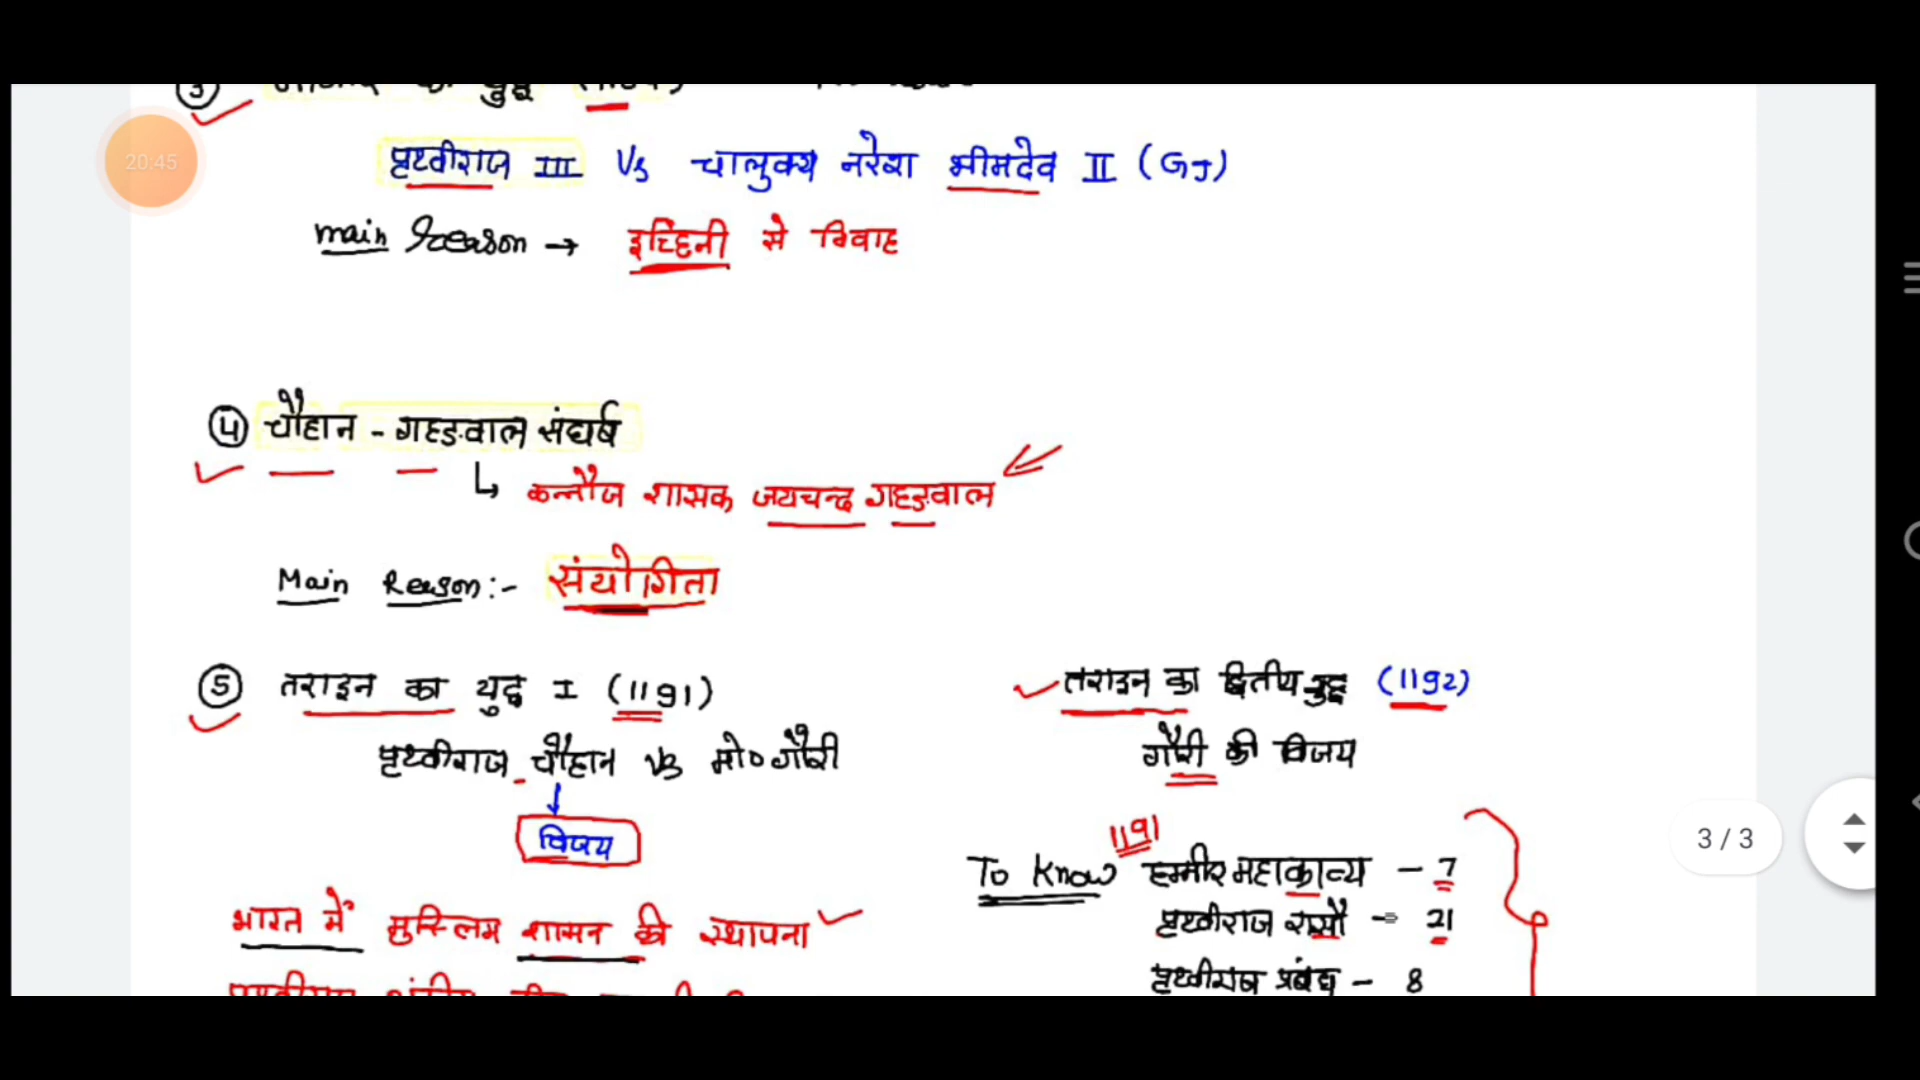 ③
20:45
पृथ्वीराज III Vs चालुक्य नरेश भीमदेव II (GJ)
main Reason → इच्छिनी से विवाह
④ चौहान - गहड़वाल संघर्ष
↳ कन्नौज शासक जयचन्द्र गहड़वाल
Main Reason:- संयोगिता
⑤ तराइन का युद्ध I (1191)
पृथ्वीराज चौहान Vs मो० गौरी
विजय
भारत में मुस्लिम शासन की स्थापना
तराइन का द्वितीय युद्ध (1192)
गौरी की विजय
1191
To Know हम्मीर महाकाव्य - 7
पृथ्वीराज रासौ - 21
पृथ्वीराज प्रबंध - 8
3 / 3